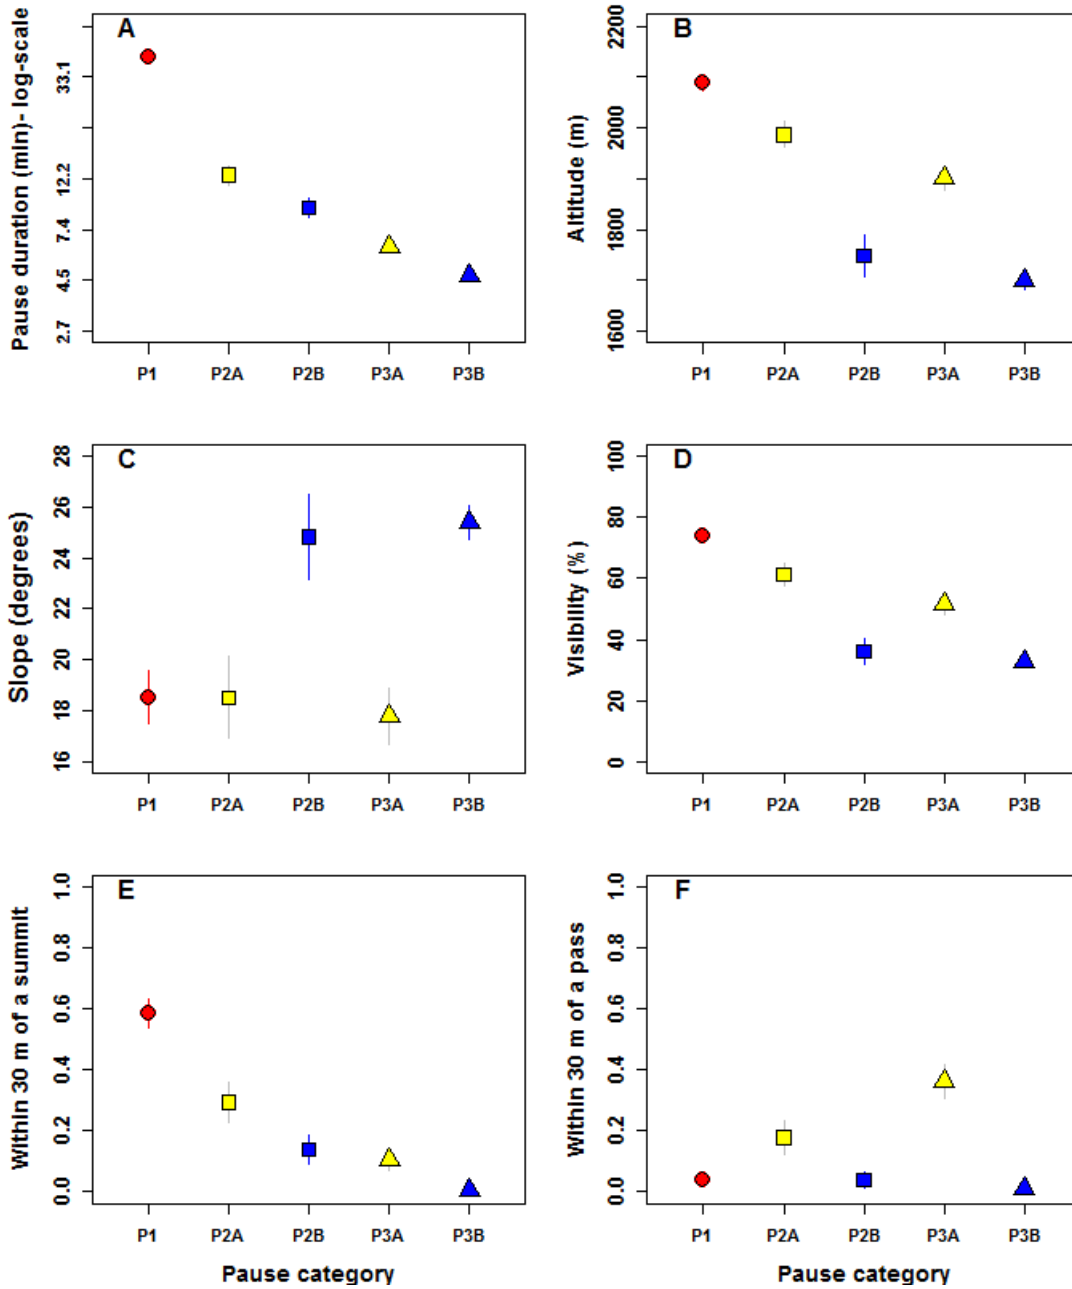 A
Pause duration (min)- log-scale
33.1
12.2
7.4
4.5
2.7
P1 P2A P2B P3A P3B
B
Altitude (m)
2200
2000
1800
1600
P1 P2A P2B P3A P3B
C
Slope (degrees)
28
26
24
22
20
18
16
P1 P2A P2B P3A P3B
D
Visibility (% )
100
80
60
40
20
0
P1 P2A P2B P3A P3B
E
Within 30 m of a summit
1.0
0.8
0.6
0.4
0.2
0.0
P1 P2A P2B P3A P3B
Pause category
F
Within 30 m of a pass
1.0
0.8
0.6
0.4
0.2
0.0
P1 P2A P2B P3A P3B
Pause category